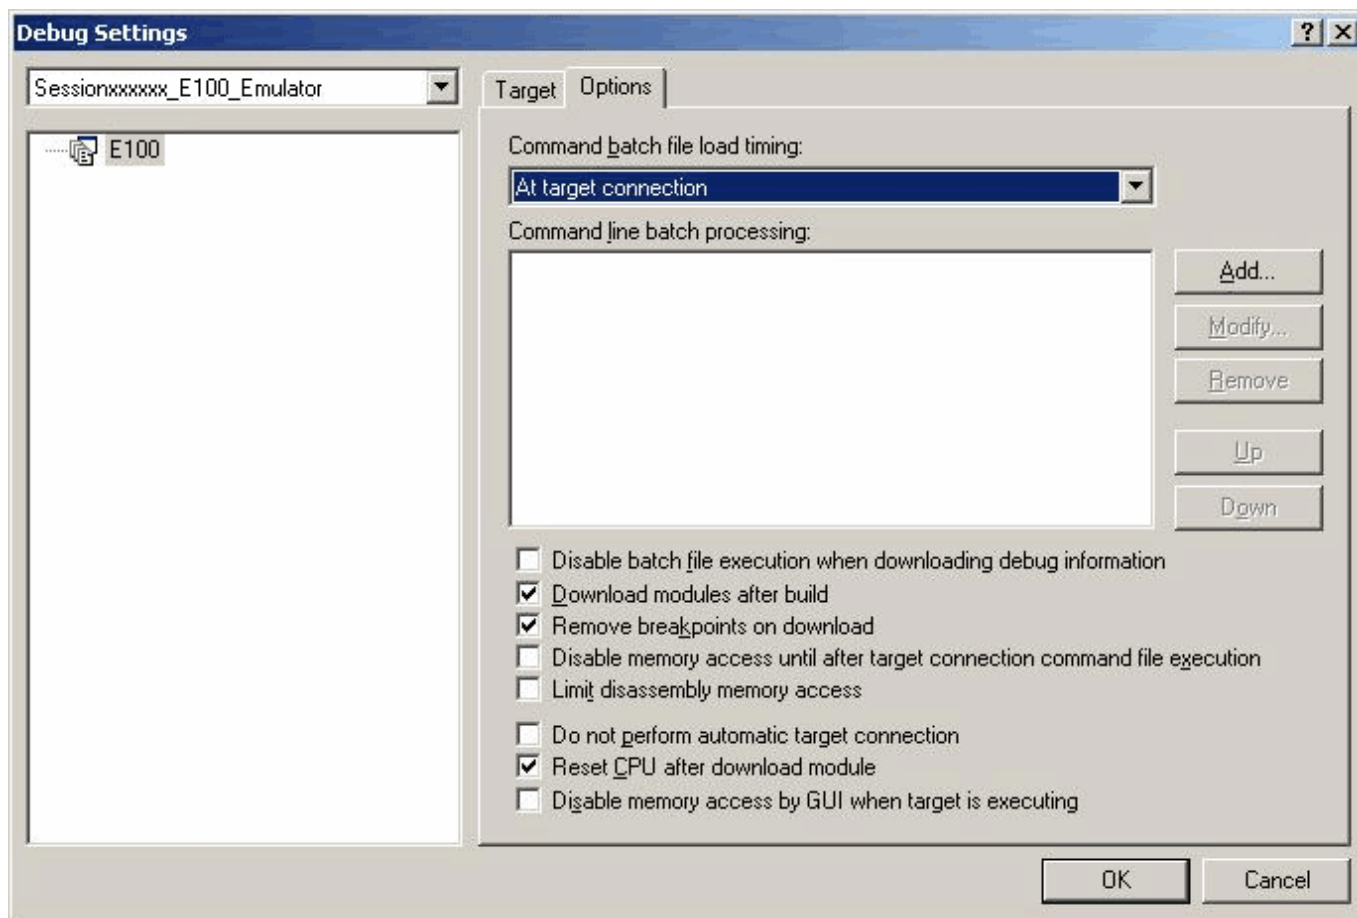 Debug Settings
Sessionxxxxxx_E100_Emulator
E100
Target
Options
Command batch file load timing:
At target connection
Command line batch processing:
Add...
Modify...
Remove
Up
Down
Disable batch file execution when downloading debug information
Download modules after build
Remove breakpoints on download
Disable memory access until after target connection command file execution
Limit disassembly memory access
Do not perform automatic target connection
Reset CPU after download module
Disable memory access by GUI when target is executing
OK
Cancel